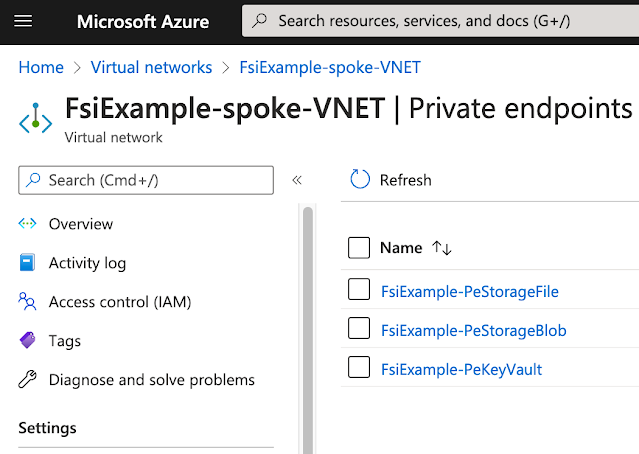 Microsoft Azure
Search resources, services, and docs (G+/)
Home > Virtual networks > FsiExample-spoke-VNET
FsiExample-spoke-VNET | Private endpoints
Virtual network
Search (Cmd+/)
«
Refresh
Overview
Activity log
Access control (IAM)
Tags
Diagnose and solve problems
Settings
Name ↑↓
FsiExample-PeStorageFile
FsiExample-PeStorageBlob
FsiExample-PeKeyVault